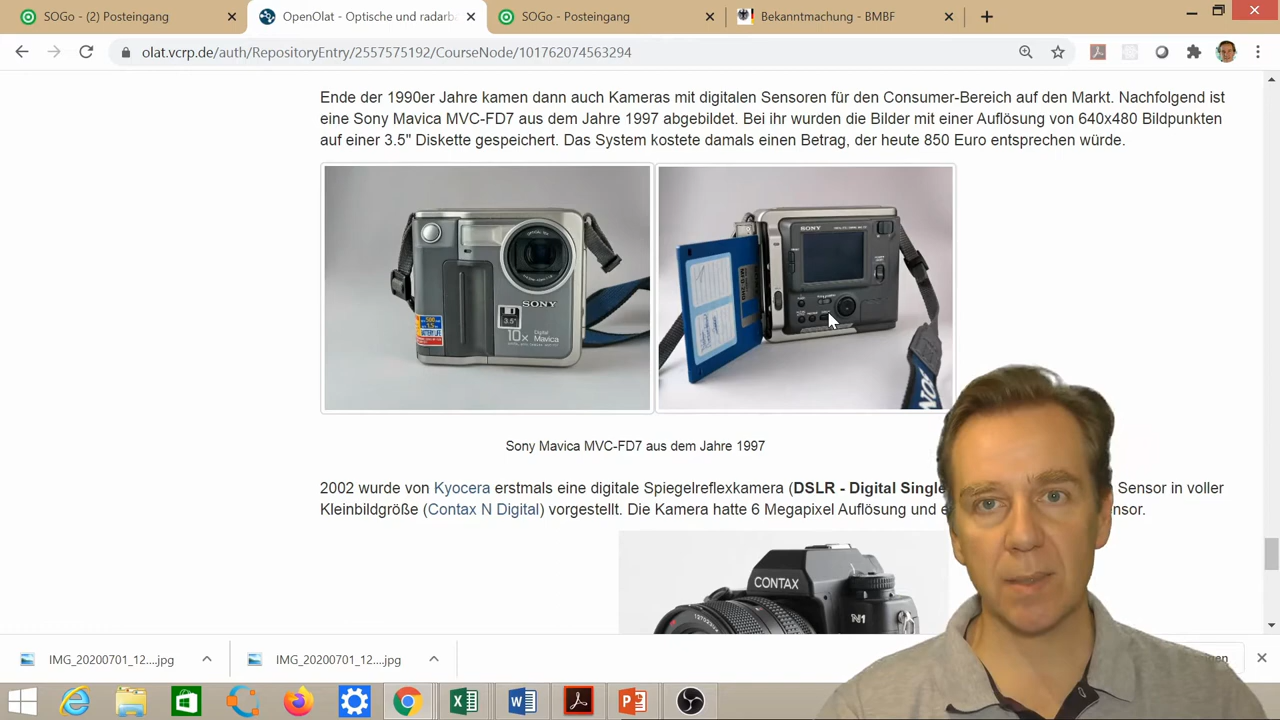 SOGo - (2) Posteingang
OpenOlat - Optische und radarb
SOGo - Posteingang
Bekanntmachung - BMBF
olat.vcrp.de/auth/RepositoryEntry/2557575192/CourseNode/101762074563294
Ende der 1990er Jahre kamen dann auch Kameras mit digitalen Sensoren für den Consumer-Bereich auf den Markt. Nachfolgend ist
eine Sony Mavica MVC-FD7 aus dem Jahre 1997 abgebildet. Bei ihr wurden die Bilder mit einer Auflösung von 640x480 Bildpunkten
auf einer 3.5" Diskette gespeichert. Das System kostete damals einen Betrag, der heute 850 Euro entsprechen würde.
SONY
3.5"
10x Digital Mavica
SONY
Sony Mavica MVC-FD7 aus dem Jahre 1997
2002 wurde von Kyocera erstmals eine digitale Spiegelreflexkamera (DSLR - Digital Single Sensor in voller
Kleinbildgröße (Contax N Digital) vorgestellt. Die Kamera hatte 6 Megapixel Auflösung und
CONTAX
N1
IMG_20200701_12....jpg
IMG_20200701_12....jpg